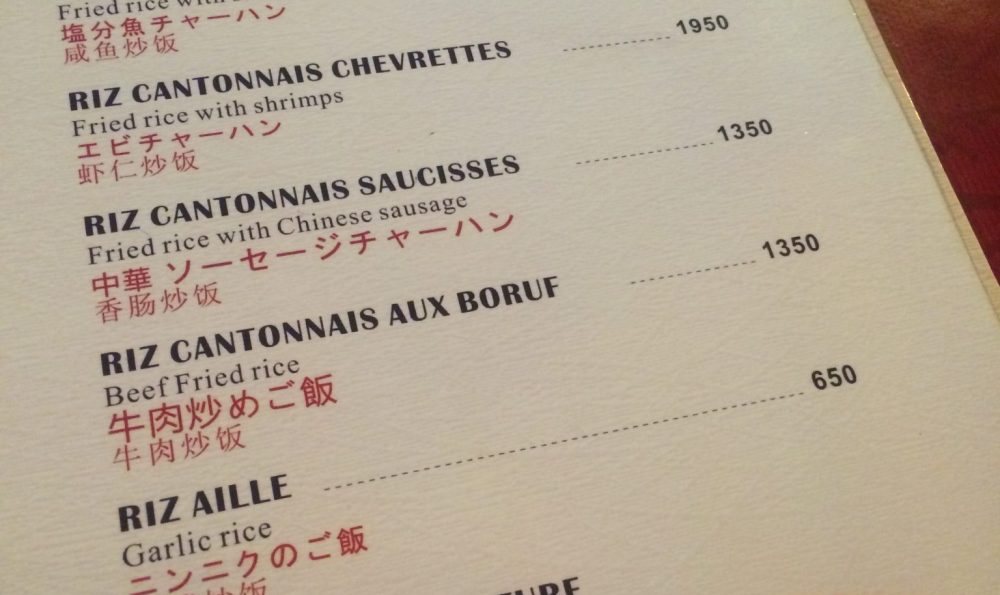 Fried rice with
塩分魚チャーハン
咸鱼炒饭
RIZ CANTONNAIS CHEVRETTES 1950
Fried rice with shrimps
エビチャーハン
虾仁炒饭
RIZ CANTONNAIS SAUCISSES 1350
Fried rice with Chinese sausage
中華 ソーセージチャーハン
香肠炒饭
RIZ CANTONNAIS AUX BORUF 1350
Beef Fried rice
牛肉炒めご飯
牛肉炒饭
RIZ AILLE 650
Garlic rice
ニンニクのご飯
炒饭